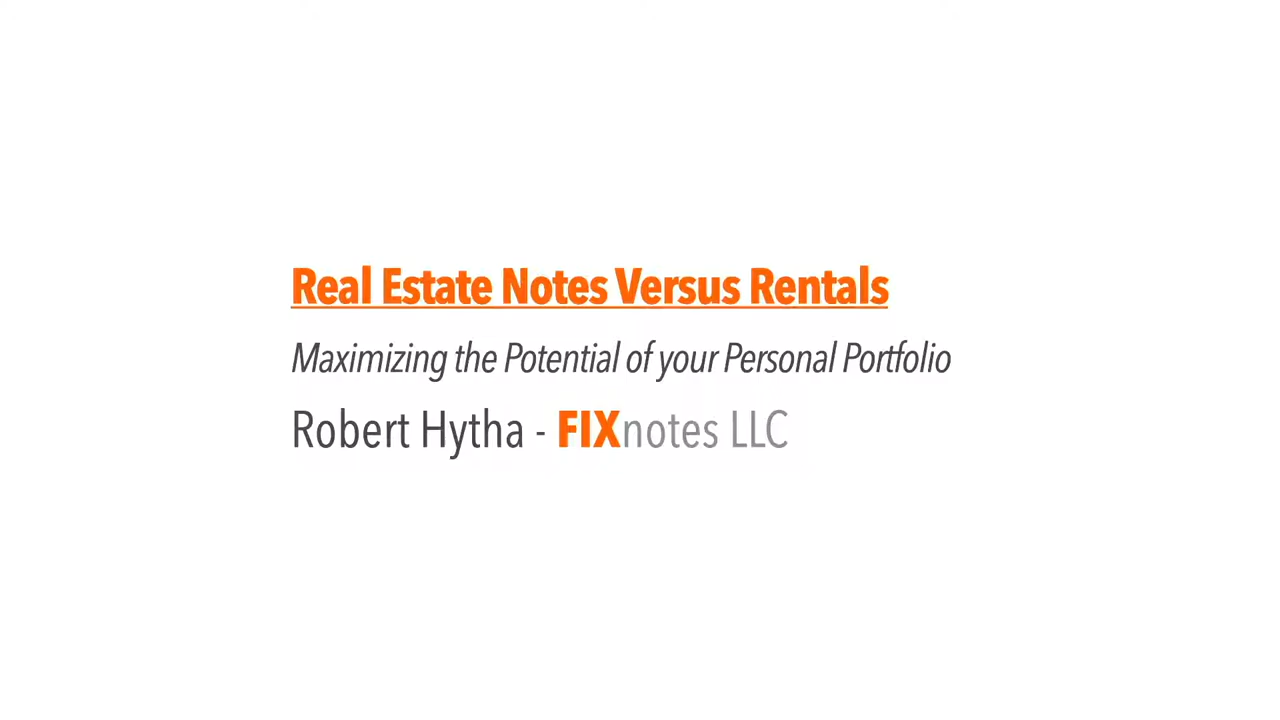 Real Estate Notes Versus Rentals
Maximizing the Potential of your Personal Portfolio
Robert Hytha - FIXnotes LLC